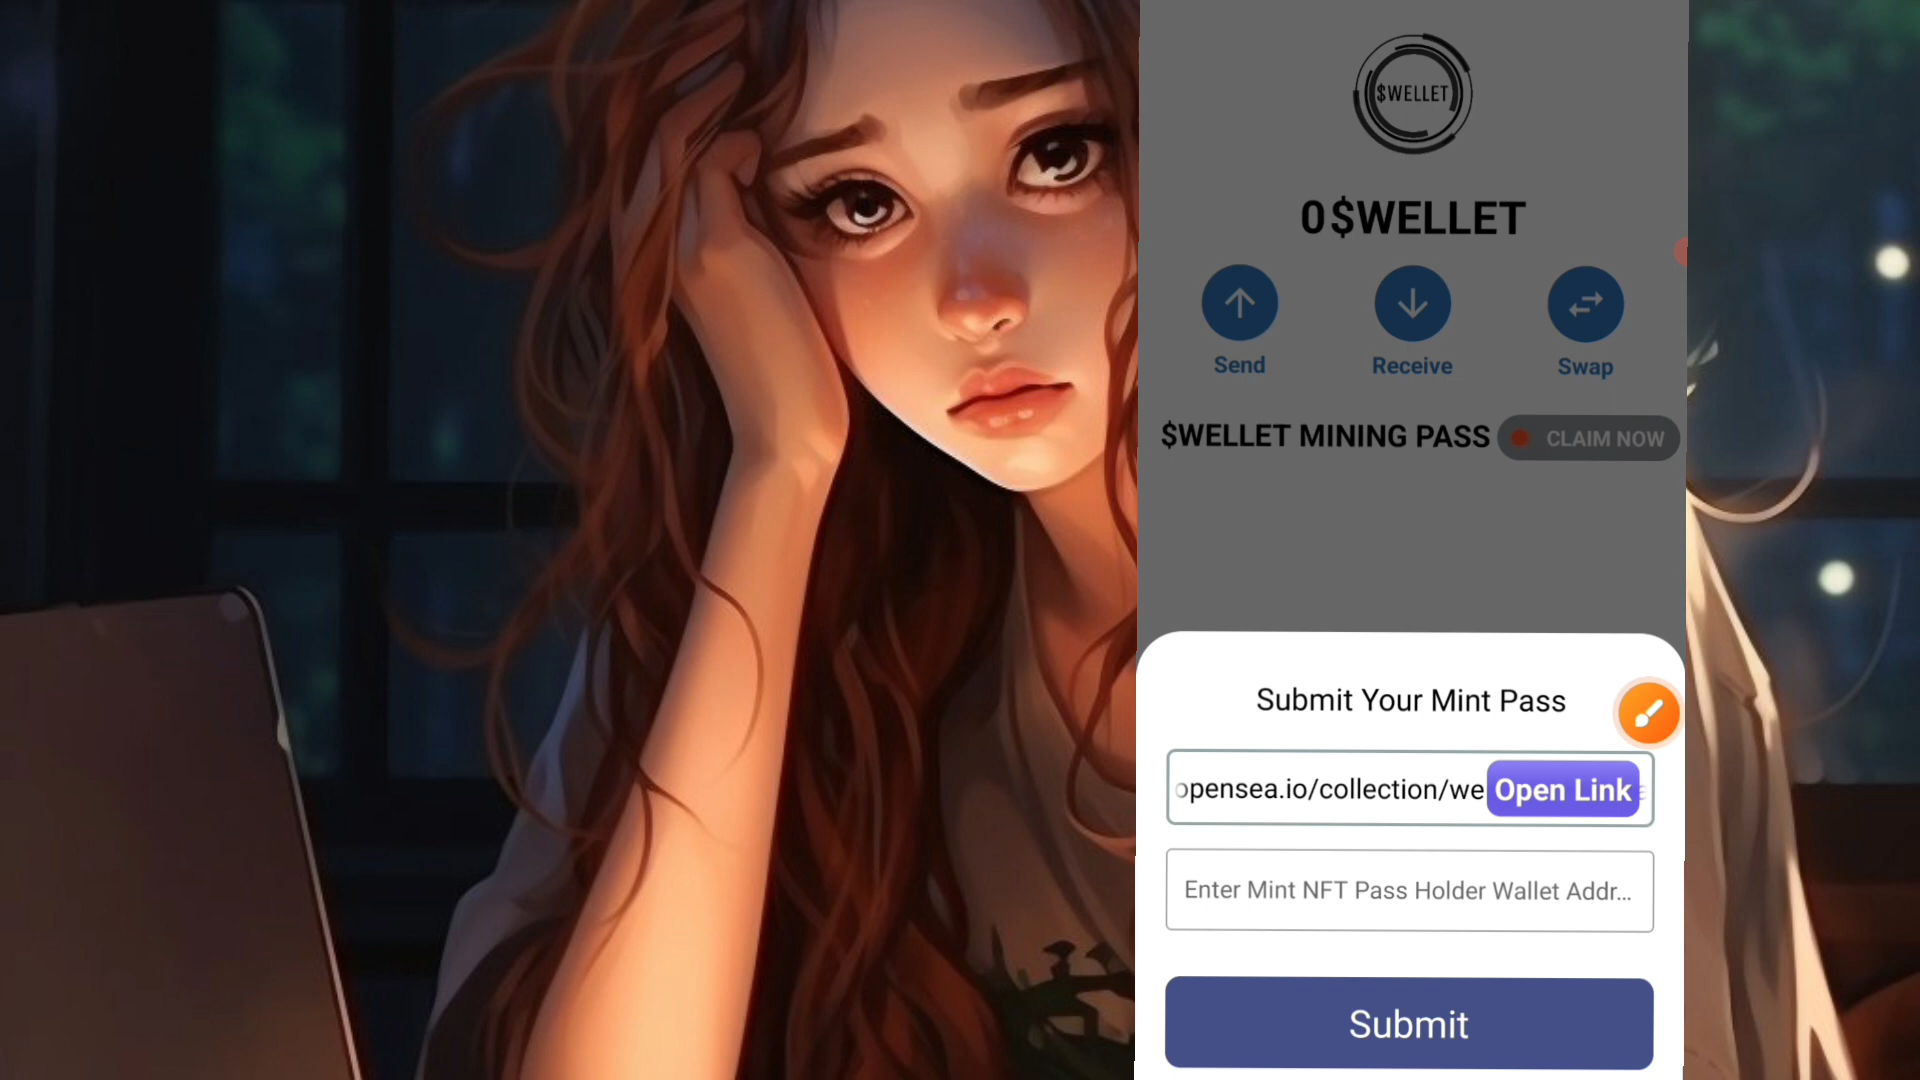 $WELLET
0$WELLET
Send
Receive
Swap
$WELLET MINING PASS
CLAIM NOW
Submit Your Mint Pass
opensea.io/collection/we
Open Link
Enter Mint NFT Pass Holder Wallet Addr...
Submit